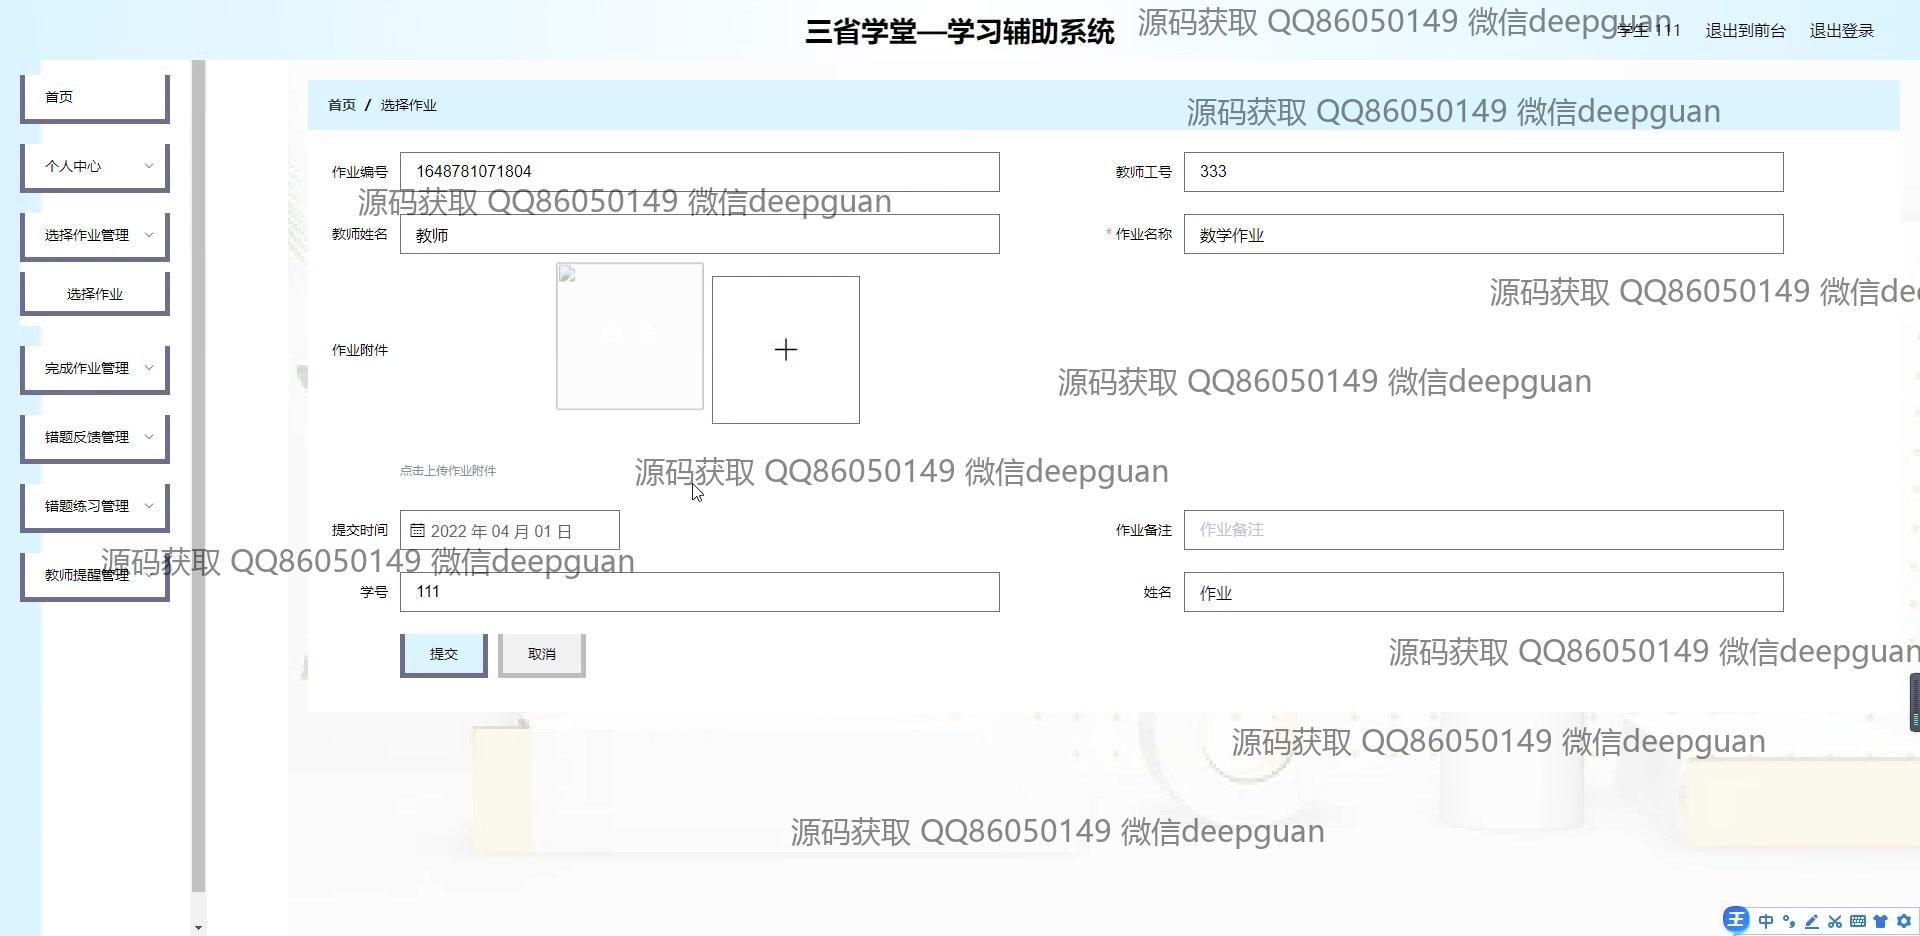 三省学堂—学习辅助系统
源码获取 QQ86050149 微信deepguan
学生 111 退出到前台 退出登录
首页
首页 / 选择作业
源码获取 QQ86050149 微信deepguan
个人中心
作业编号 1648781071804 教师工号 333
源码获取 QQ86050149 微信deepguan
选择作业管理
教师姓名 教师 * 作业名称 数学作业
选择作业
源码获取 QQ86050149 微信de
作业附件
完成作业管理
源码获取 QQ86050149 微信deepguan
错题反馈管理
点击上传作业附件
源码获取 QQ86050149 微信deepguan
错题练习管理
提交时间 2022 年 04 月 01 日 作业备注 作业备注
源码获取 QQ86050149 微信deepguan
教师提醒管理
学号 111 姓名 作业
提交 取消
源码获取 QQ86050149 微信deepguan
源码获取 QQ86050149 微信deepguan
源码获取 QQ86050149 微信deepguan
王 中